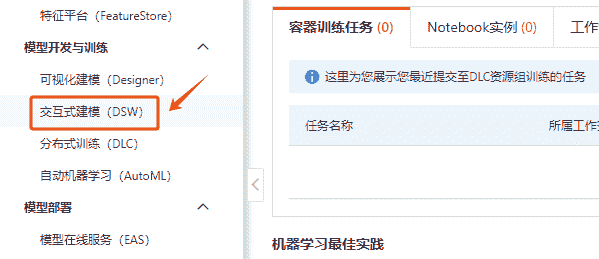 特征平台（FeatureStore）
模型开发与训练
可视化建模（Designer）
交互式建模（DSW）
分布式训练（DLC）
自动机器学习（AutoML）
模型部署
模型在线服务（EAS）
容器训练任务 (0)
Notebook实例 (0)
工作
这里为您展示您最近提交至DLC资源组训练的任务
任务名称
所属工作
机器学习最佳实践